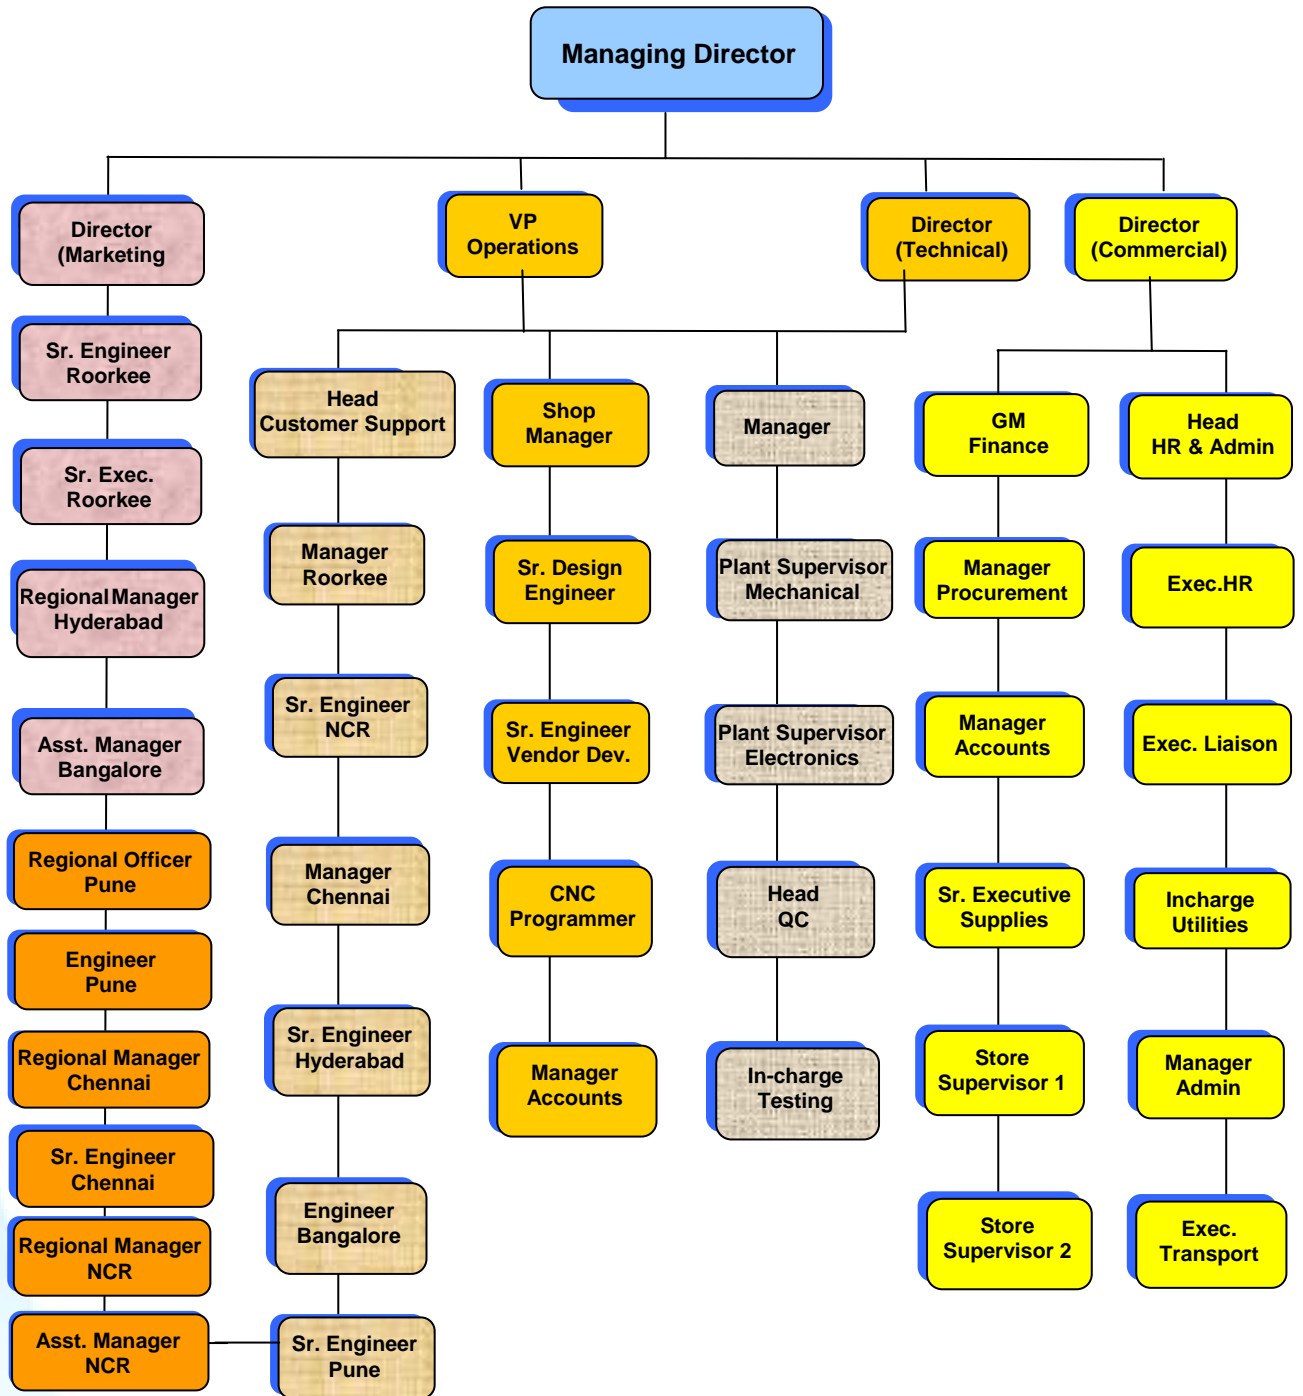 Managing Director
Director
(Marketing
VP
Operations
Director
(Technical)
Director
(Commercial)
Sr. Engineer
Roorkee
Sr. Exec.
Roorkee
Regional Manager
Hyderabad
Asst. Manager
Bangalore
Regional Officer
Pune
Engineer
Pune
Regional Manager
Chennai
Sr. Engineer
Chennai
Regional Manager
NCR
Asst. Manager
NCR
Head
Customer Support
Manager
Roorkee
Sr. Engineer
NCR
Manager
Chennai
Sr. Engineer
Hyderabad
Engineer
Bangalore
Sr. Engineer
Pune
Shop
Manager
Sr. Design
Engineer
Sr. Engineer
Vendor Dev.
CNC
Programmer
Manager
Accounts
Manager
Plant Supervisor
Mechanical
Plant Supervisor
Electronics
Head
QC
In-charge
Testing
GM
Finance
Manager
Procurement
Manager
Accounts
Sr. Executive
Supplies
Store
Supervisor 1
Store
Supervisor 2
Head
HR & Admin
Exec.HR
Exec. Liaison
Incharge
Utilities
Manager
Admin
Exec.
Transport